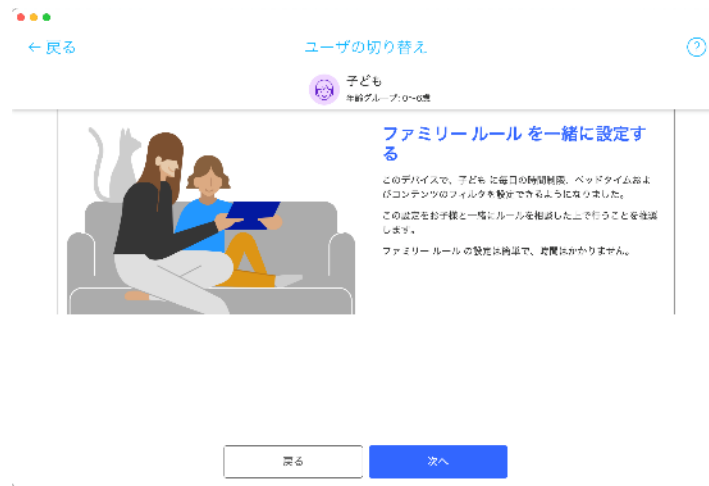 ← 戻る
ユーザの切り替え
?
子ども
年齢グループ: 0~6歳
ファミリー ルール を一緒に設定す
る
このデバイスで、子ども に毎日の時間制限、ベッドタイムおよ
びコンテンツのフィルタを設定できるようになりました。
この設定をお子様と一緒にルールを相談した上で行うことを推奨
します。
ファミリー ルール の設定は簡単で、時間はかかりません。
戻る
次へ